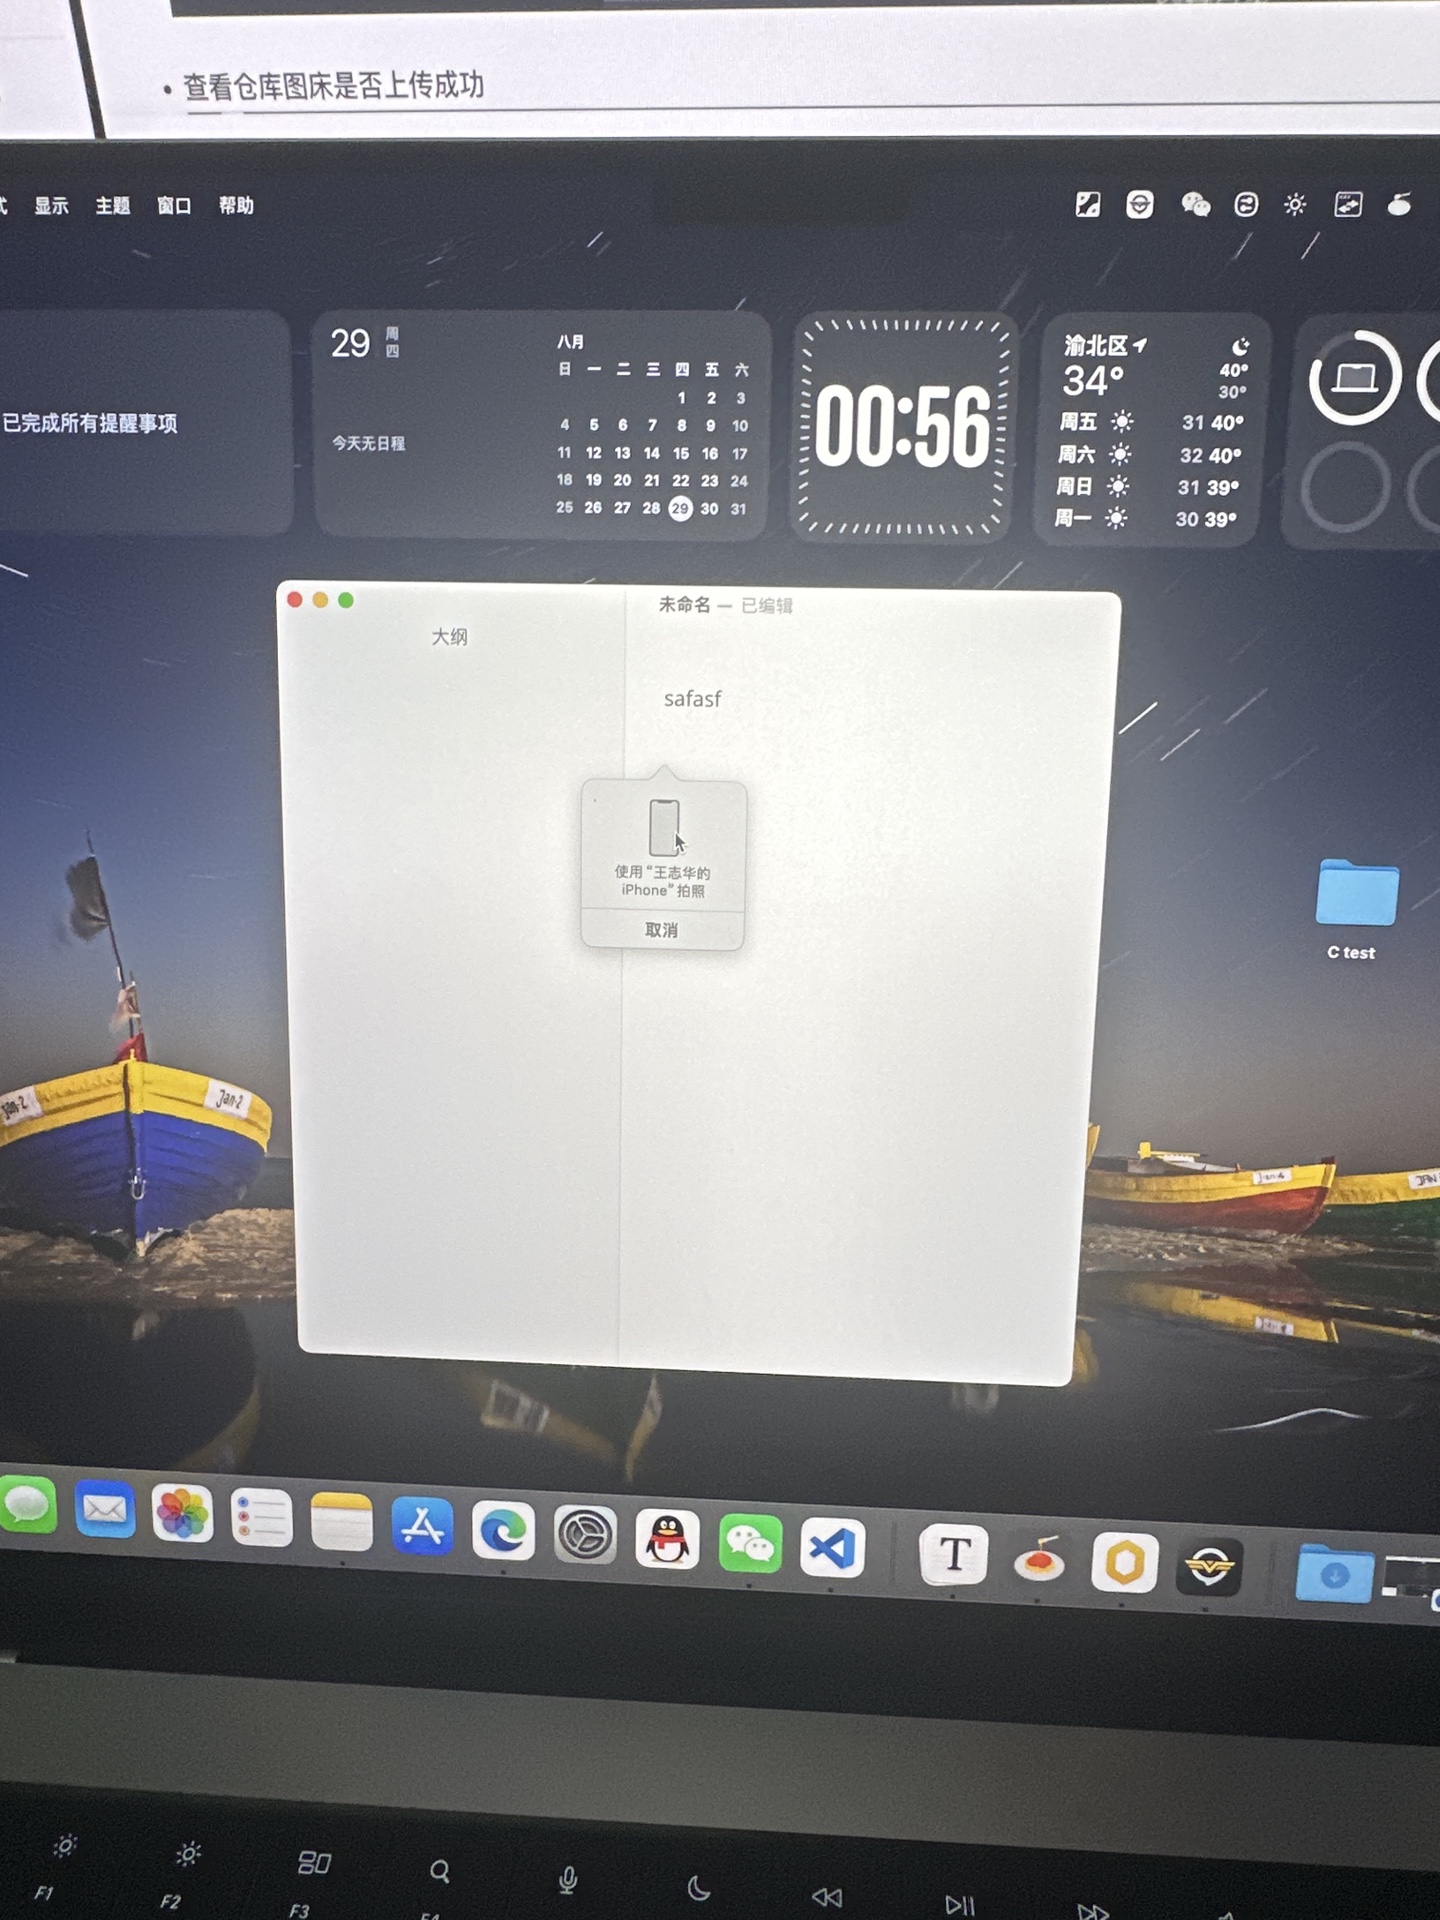 • 查看仓库图床是否上传成功
显示 主题 窗口 帮助
已完成所有提醒事项
29 周四
今天无日程
八月
日 一 二 三 四 五 六
1 2 3
4 5 6 7 8 9 10
11 12 13 14 15 16 17
18 19 20 21 22 23 24
25 26 27 28 29 30 31
00:56
渝北区
34°
40°
30°
周五 31 40°
周六 32 40°
周日 31 39°
周一 30 39°
未命名 — 已编辑
大纲
safasf
使用“王志华的
iPhone”拍照
取消
C test
Jan-2
Jan-2
T
F1
F2
F3
F4